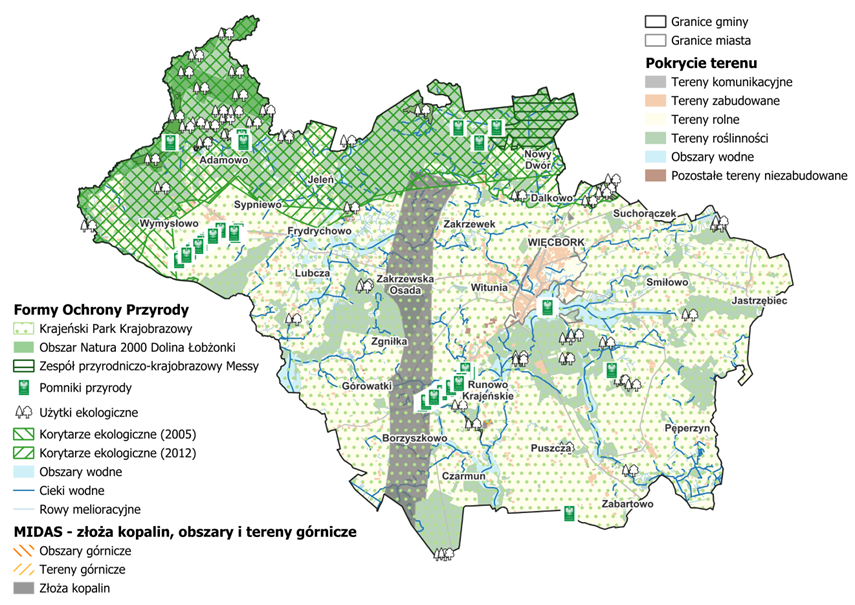 Granice gminy
Granice miasta
Pokrycie terenu
Tereny komunikacyjne
Tereny zabudowane
Tereny rolne
Tereny roślinności
Obszary wodne
Pozostałe tereny niezabudowane
Adamowo
Nowy
Dwór
Jeleń
Sypniewo
Dalkowo
Suchorączek
Wymysłowo
Frydrychowo
Zakrzewek
WIĘCBORK
Lubcza
Zakrzewska
Osada
Witunia
Śmiłowo
Jastrzębiec
Zgniłka
Górowatki
Runowo
Krajeńskie
Borzyszkowo
Puszcza
Pęperzyn
Czarmuń
Zabartowo
Formy Ochrony Przyrody
Krajeński Park Krajobrazowy
Obszar Natura 2000 Dolina Łobżonki
Zespół przyrodniczo-krajobrazowy Messy
Pomniki przyrody
Użytki ekologiczne
Korytarze ekologiczne (2005)
Korytarze ekologiczne (2012)
Obszary wodne
Cieki wodne
Rowy melioracyjne
MIDAS - złoża kopalin, obszary i tereny górnicze
Obszary górnicze
Tereny górnicze
Złoża kopalin